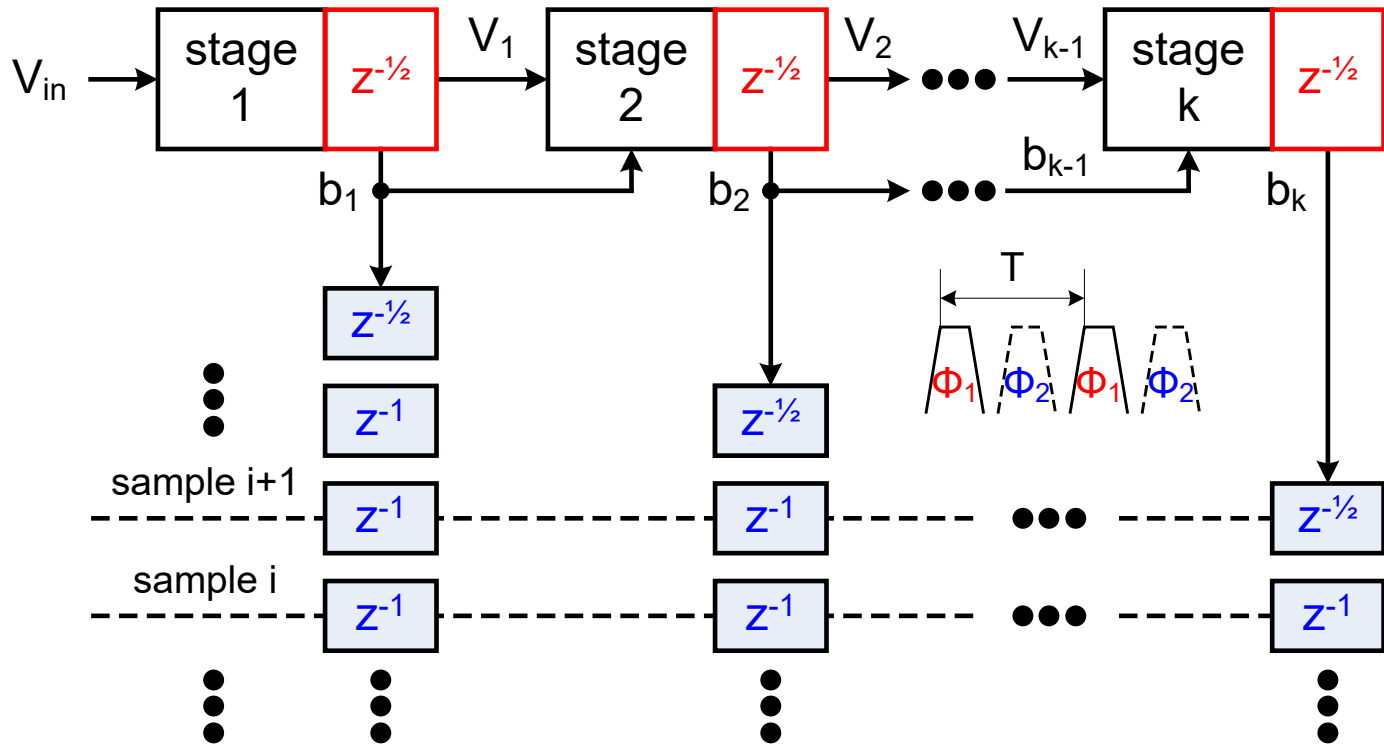 V_in
stage 1
z^-½
V_1
stage 2
z^-½
V_2
V_k-1
stage k
z^-½
b_1
b_2
b_k-1
b_k
T
z^-½
Φ_1
Φ_2
Φ_1
Φ_2
z^-1
z^-½
sample i+1
z^-1
z^-1
z^-½
sample i
z^-1
z^-1
z^-1